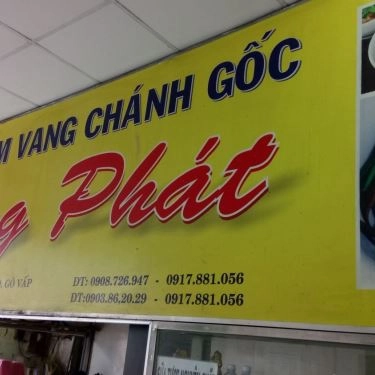 VANG CHÁNH GỐC
Phát
GÒ VẤP
ĐT: 0908.726.947 - 0917.881.056
ĐT:0903.86.20.29 - 0917.881.056